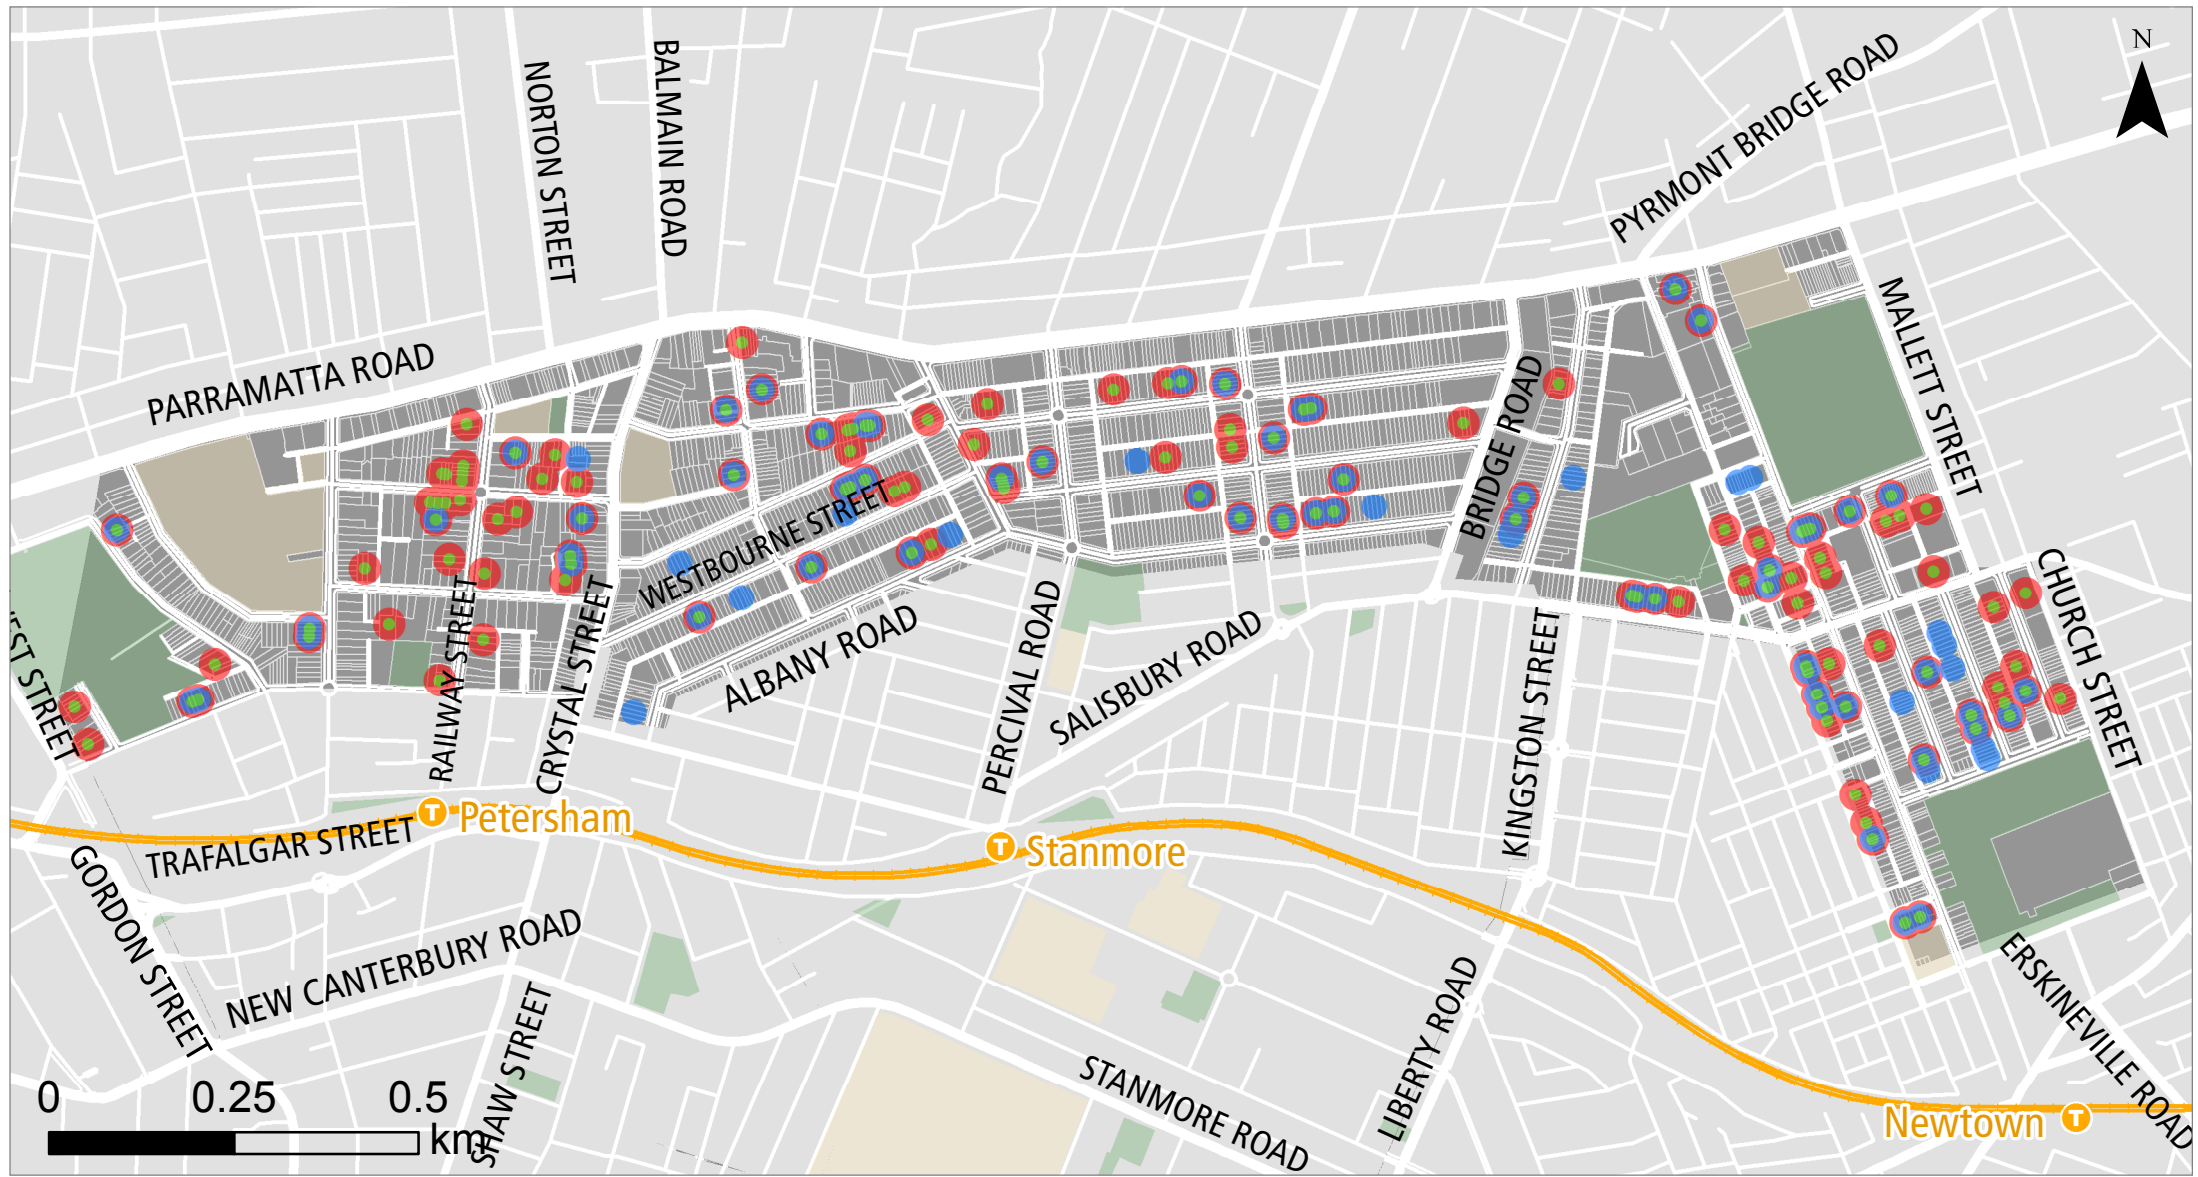 N
NORTON STREET
BALMAIN ROAD
PYRMONT BRIDGE ROAD
PARRAMATTA ROAD
MALLETT STREET
BRIDGE ROAD
WESTBOURNE STREET
CHURCH STREET
EST STREET
RAILWAY STREET
CRYSTAL STREET
ALBANY ROAD
PERCIVAL ROAD
SALISBURY ROAD
KINGSTON STREET
T Petersham
TRAFALGAR STREET
T Stanmore
GORDON STREET
NEW CANTERBURY ROAD
SHAW STREET
LIBERTY ROAD
ERSKINEVILLE ROAD
STANMORE ROAD
Newtown T
0 0.25 0.5
km